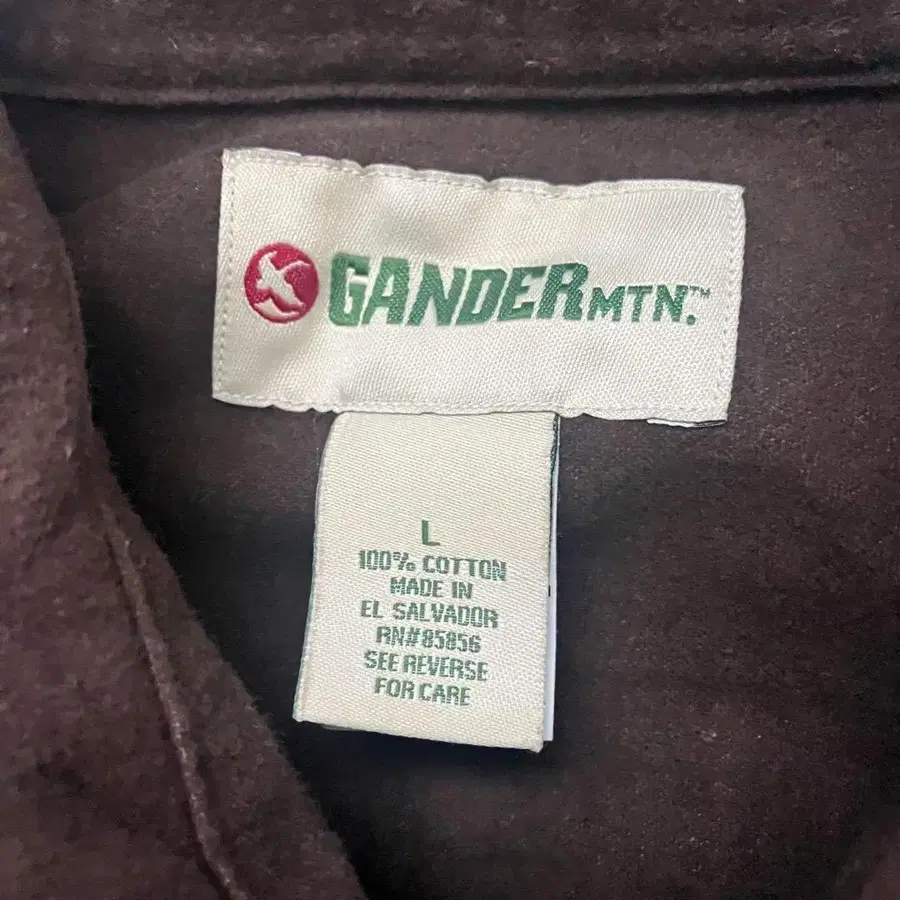 GANDER MTN.™
L
100% COTTON
MADE IN
EL SALVADOR
RN#85856
SEE REVERSE
FOR CARE